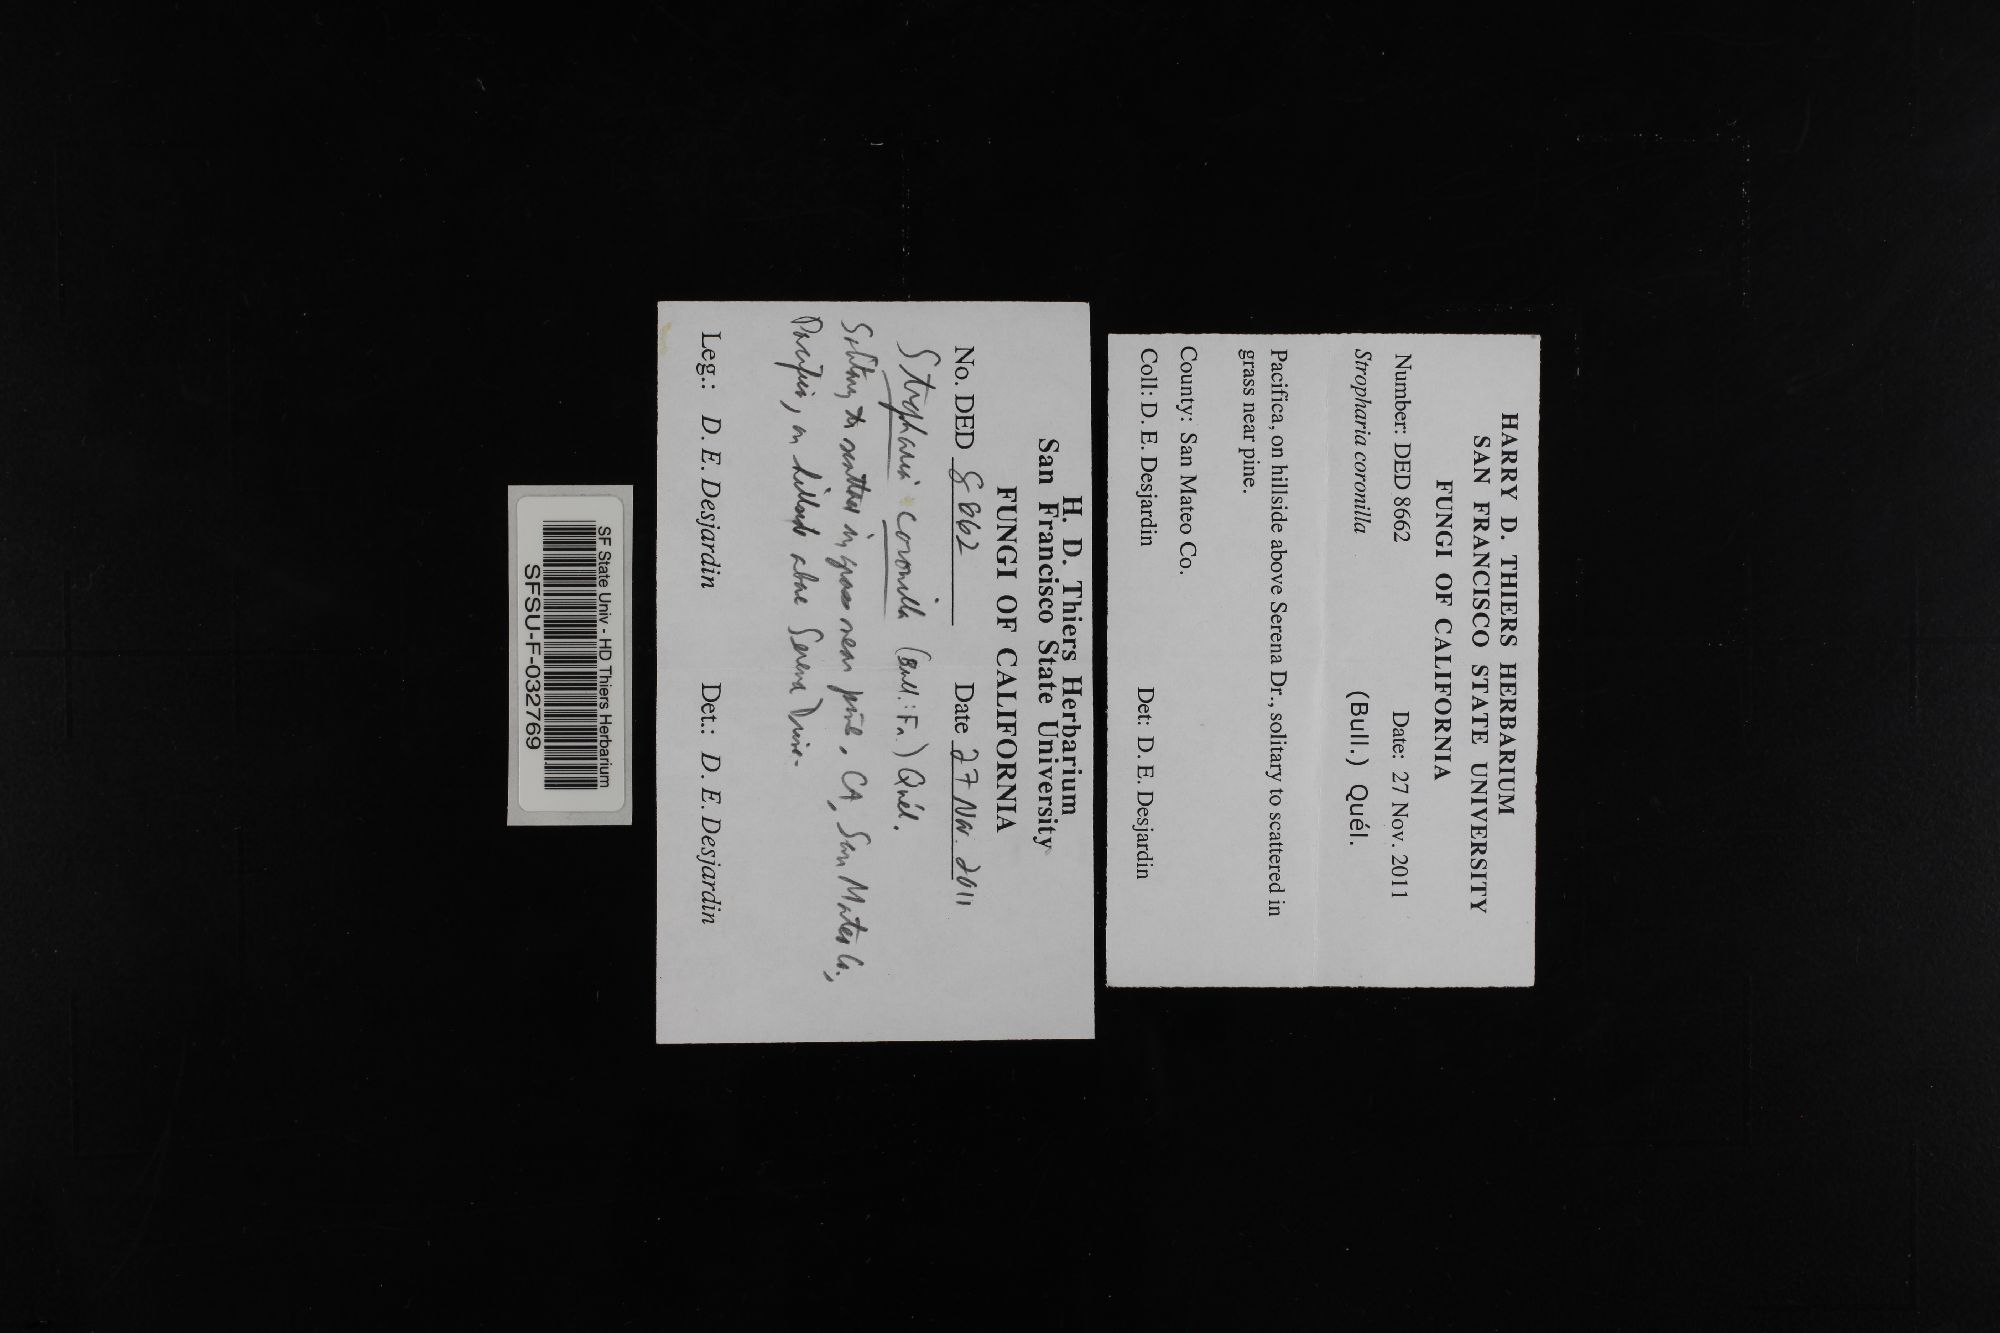 HARRY D. THIERS HERBARIUM
SAN FRANCISCO STATE UNIVERSITY
FUNGI OF CALIFORNIA
Number: DED 8662 Date: 27 Nov. 2011
Stropharia coronilla (Bull.) Quél.
Pacifica, on hillside above Serena Dr., solitary to scattered in
grass near pine.
County: San Mateo Co.
Coll: D. E. Desjardin Det: D. E. Desjardin
H. D. Thiers Herbarium
San Francisco State University
FUNGI OF CALIFORNIA
No. DED 8662 Date 27 Nov. 2011
Stropharia coronilla (Bull.: Fr.) Quél.
Solitary to scattered in grass near pine. CA, San Mateo Co.,
Pacifica, on hillside above Serena Drive.
Leg.: D. E. Desjardin Det.: D. E. Desjardin
SF State Univ - HD Thiers Herbarium
SFSU-F-032769